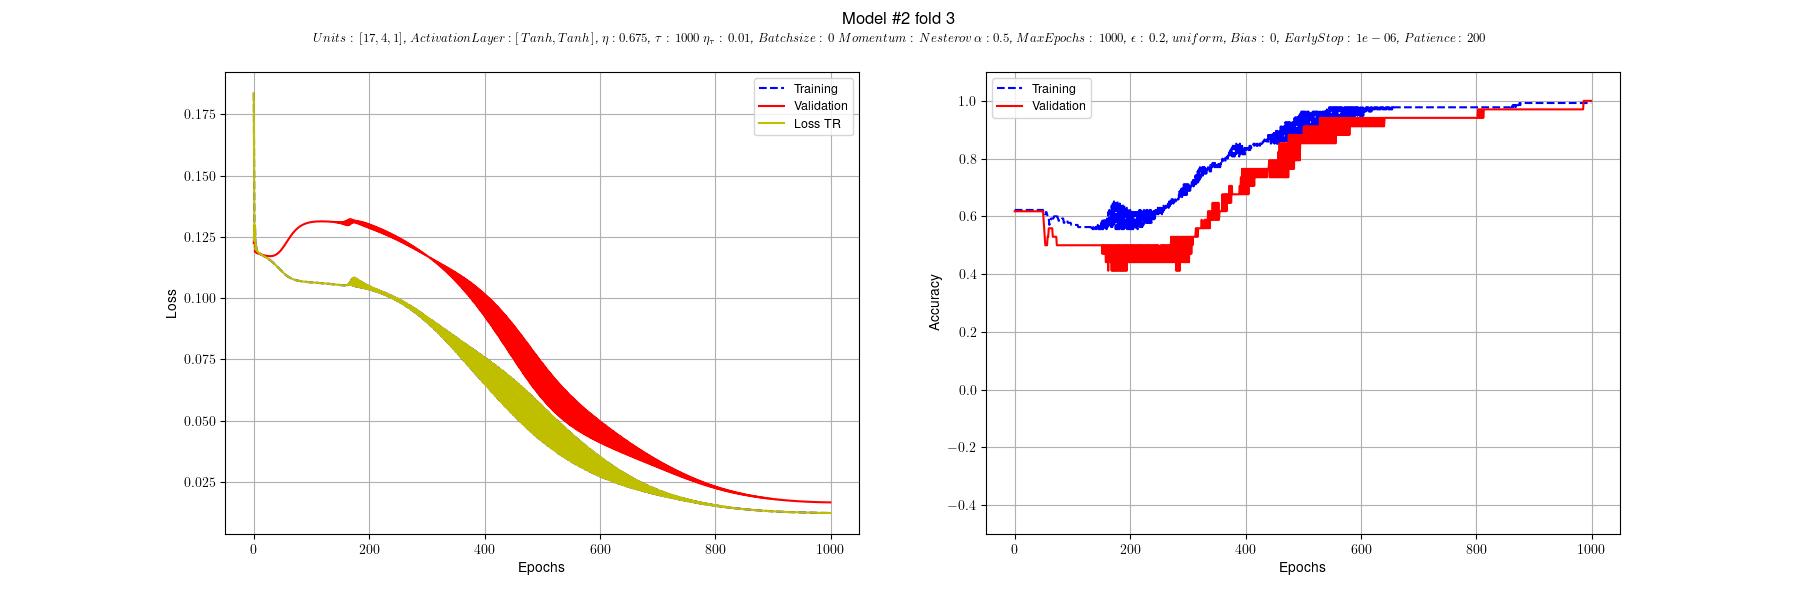 Model #2 fold 3
Units : [17, 4, 1], ActivationLayer : [Tanh, Tanh], η : 0.675, τ : 1000 ητ : 0.01, Batchsize : 0 Momentum : Nesterov α : 0.5, MaxEpochs : 1000, ϵ : 0.2, uniform, Bias : 0, EarlyStop : 1e − 06, Patience : 200
Training
Validation
Loss TR
0.175
0.150
0.125
0.100
0.075
0.050
0.025
Loss
0
200
400
600
800
1000
Epochs
Training
Validation
1.0
0.8
0.6
0.4
0.2
0.0
−0.2
−0.4
Accuracy
0
200
400
600
800
1000
Epochs